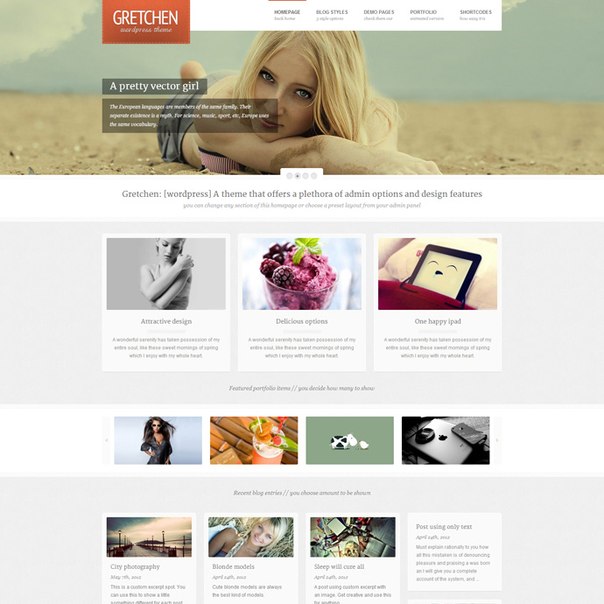 GRETCHEN
wordpress theme
HOMEPAGE
back home
BLOG STYLES
3 style options
DEMO PAGES
check them out
PORTFOLIO
unlimited versions
SHORTCODES
how using it's
A pretty vector girl
The European languages are members of the same family. Their
separate existence is a myth. For science, music, sport, etc, Europe uses
the same vocabulary.
Gretchen: [wordpress] A theme that offers a plethora of admin options and design features
you can change any section of this homepage or choose a preset layout from your admin panel
Attractive design
A wonderful serenity has taken possession of my
entire soul, like these sweet mornings of spring
which I enjoy with my whole heart.
Delicious options
A wonderful serenity has taken possession of my
entire soul, like these sweet mornings of spring
which I enjoy with my whole heart.
One happy ipad
A wonderful serenity has taken possession of my
entire soul, like these sweet mornings of spring
which I enjoy with my whole heart.
Featured portfolio items // you decide how many to show
Recent blog entries // you choose amount to be shown
City photography
May 7th, 2012
This is a custom excerpt. You
can use this to show a little
something different for each post
Blonde models
April 24th, 2012
Cute blonde models are always
the best kind of models.
Sleep will cute all
April 24th, 2012
A post using custom excerpt with
an image. Get creative and use this
for anything.
Post using only text
April 24th, 2012
Must explain rationally to you how
all this mistaken is of denouncing
pleasure and praising a was born
an I will give you a complete
account of the system, and ...